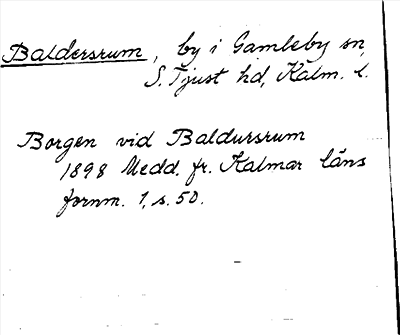 Baldersrum, by i Gamleby sn,
S. Tjust hd, Kalm. l.
Borgen vid Baldursrum
1898 Medd. fr. Kalmar läns
fornm. 1, s. 50.